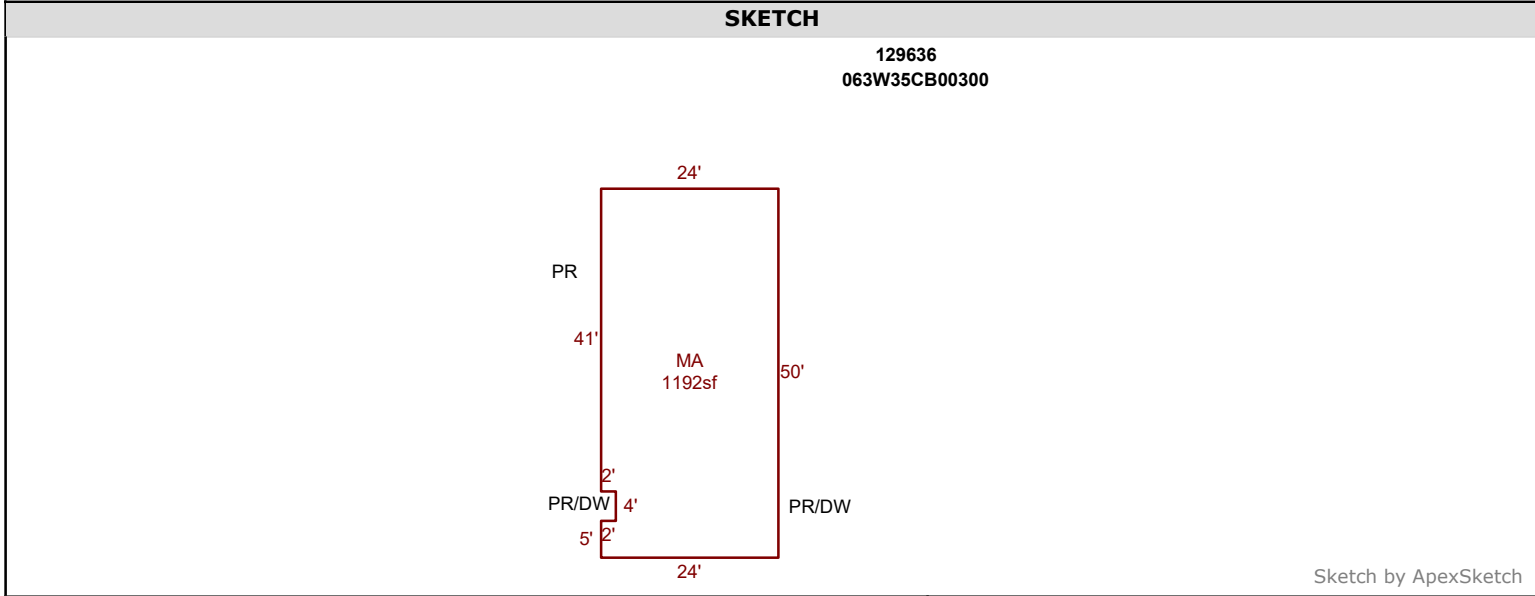 SKETCH
129636
063W35CB00300
24'
PR
41'
MA
1192sf
50'
2'
PR/DW
4'
PR/DW
5'
2'
24'
Sketch by ApexSketch